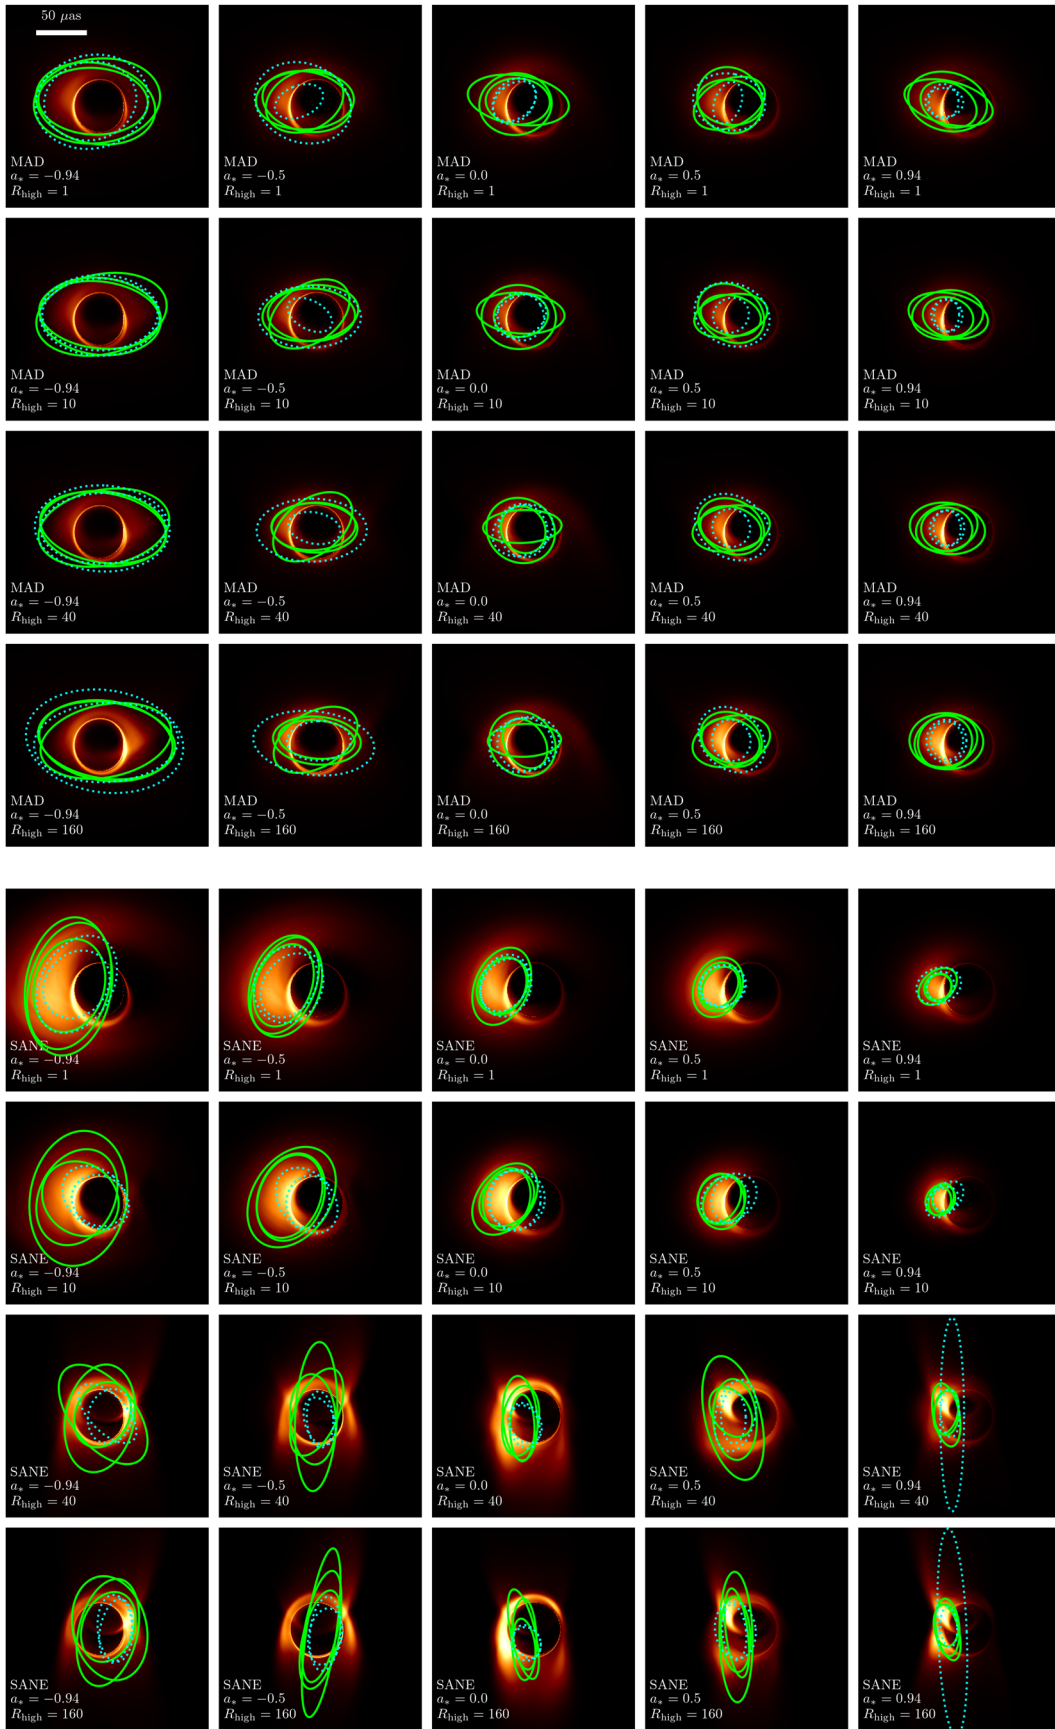 50 μas
MAD
a* = −0.94
R_high = 1
MAD
a* = −0.5
R_high = 1
MAD
a* = 0.0
R_high = 1
MAD
a* = 0.5
R_high = 1
MAD
a* = 0.94
R_high = 1
MAD
a* = −0.94
R_high = 10
MAD
a* = −0.5
R_high = 10
MAD
a* = 0.0
R_high = 10
MAD
a* = 0.5
R_high = 10
MAD
a* = 0.94
R_high = 10
MAD
a* = −0.94
R_high = 40
MAD
a* = −0.5
R_high = 40
MAD
a* = 0.0
R_high = 40
MAD
a* = 0.5
R_high = 40
MAD
a* = 0.94
R_high = 40
MAD
a* = −0.94
R_high = 160
MAD
a* = −0.5
R_high = 160
MAD
a* = 0.0
R_high = 160
MAD
a* = 0.5
R_high = 160
MAD
a* = 0.94
R_high = 160
SANE
a* = −0.94
R_high = 1
SANE
a* = −0.5
R_high = 1
SANE
a* = 0.0
R_high = 1
SANE
a* = 0.5
R_high = 1
SANE
a* = 0.94
R_high = 1
SANE
a* = −0.94
R_high = 10
SANE
a* = −0.5
R_high = 10
SANE
a* = 0.0
R_high = 10
SANE
a* = 0.5
R_high = 10
SANE
a* = 0.94
R_high = 10
SANE
a* = −0.94
R_high = 40
SANE
a* = −0.5
R_high = 40
SANE
a* = 0.0
R_high = 40
SANE
a* = 0.5
R_high = 40
SANE
a* = 0.94
R_high = 40
SANE
a* = −0.94
R_high = 160
SANE
a* = −0.5
R_high = 160
SANE
a* = 0.0
R_high = 160
SANE
a* = 0.5
R_high = 160
SANE
a* = 0.94
R_high = 160